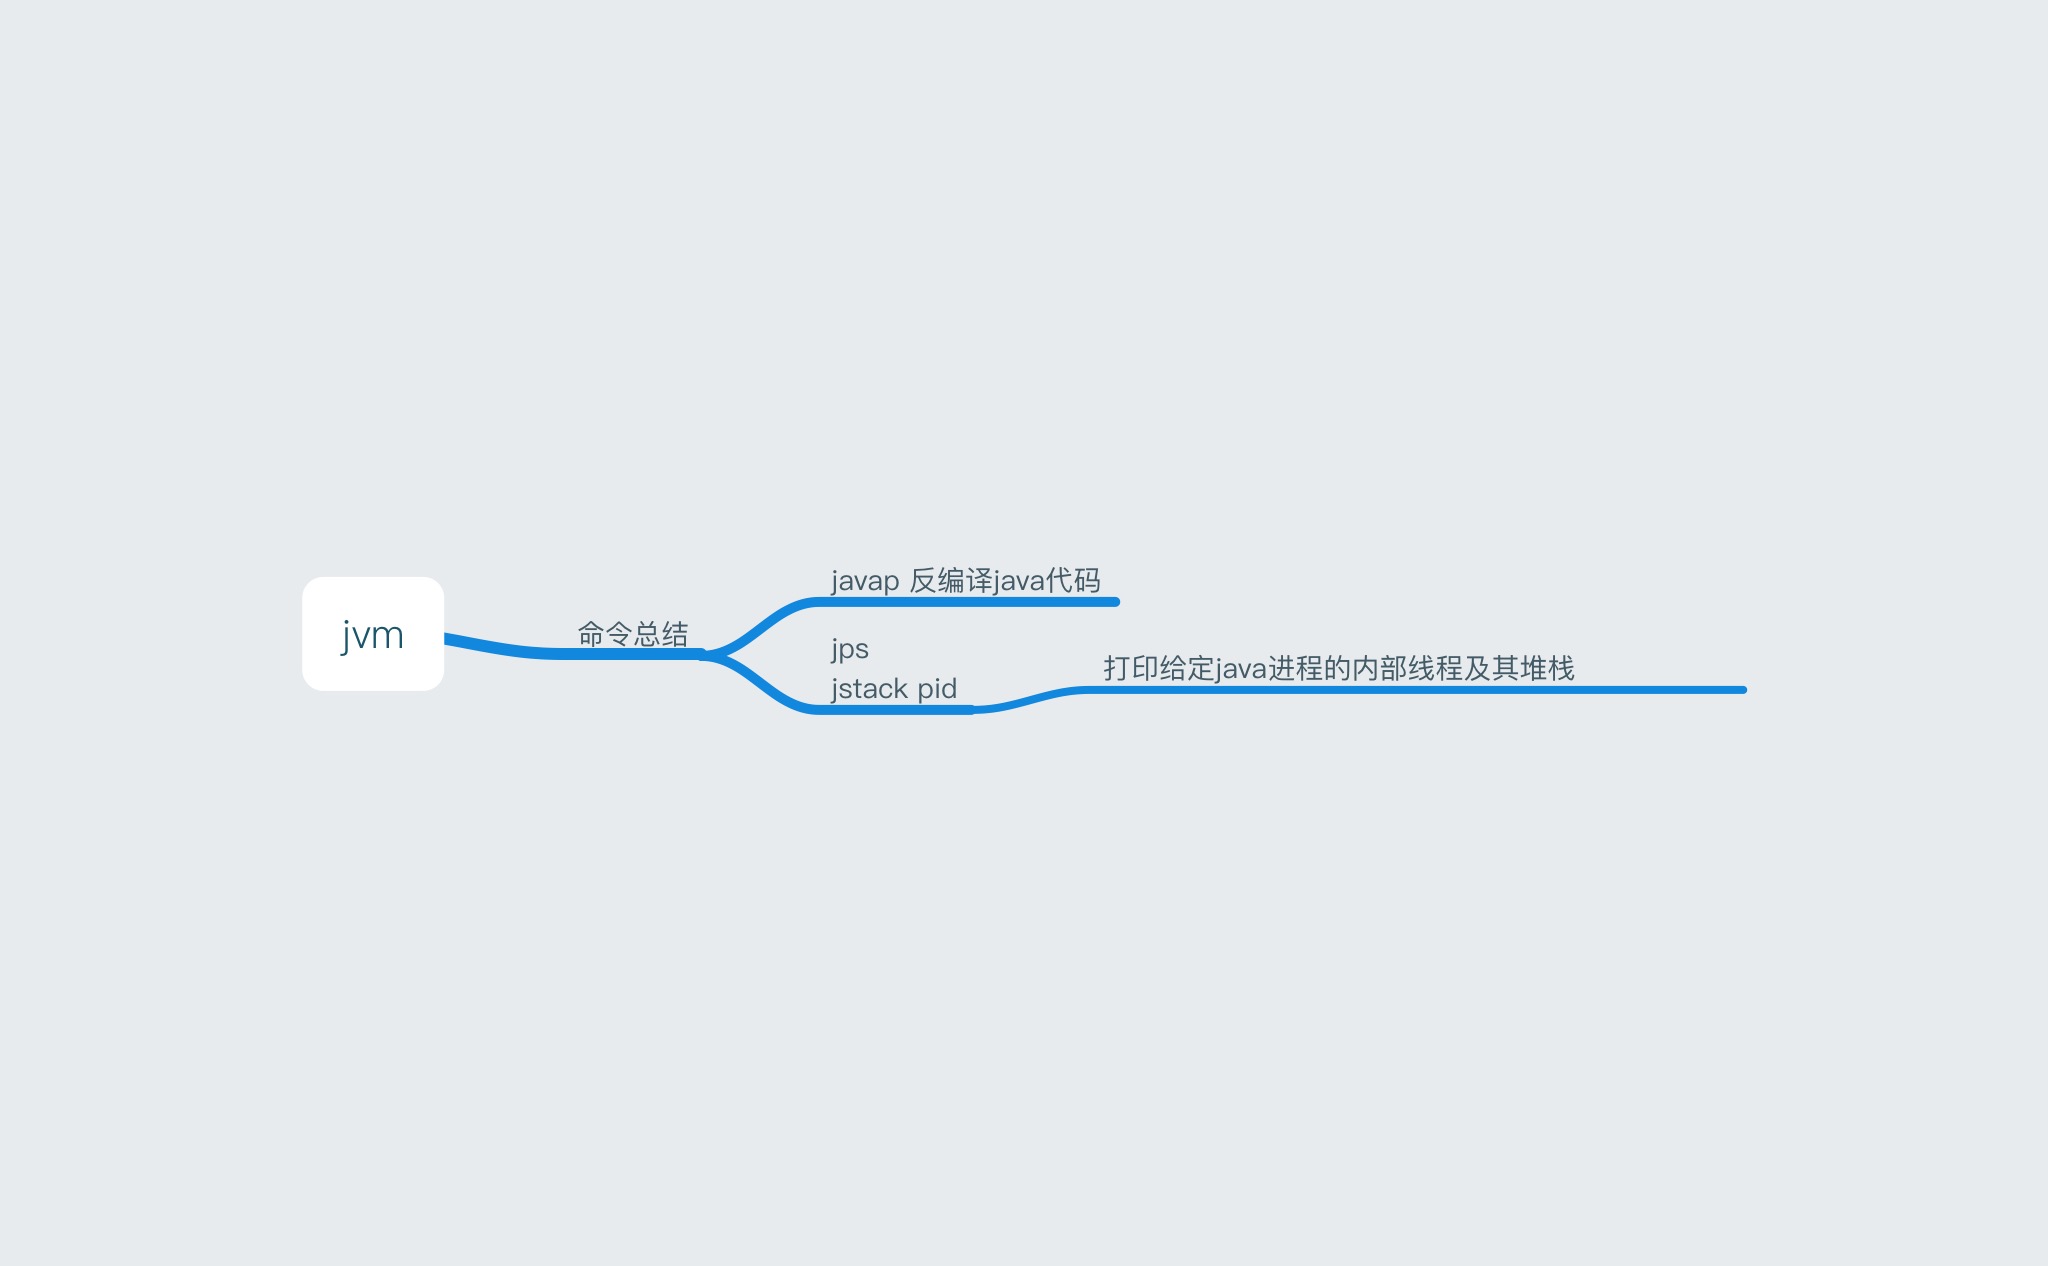 jvm
命令总结
javap 反编译java代码
jps
jstack pid
打印给定java进程的内部线程及其堆栈